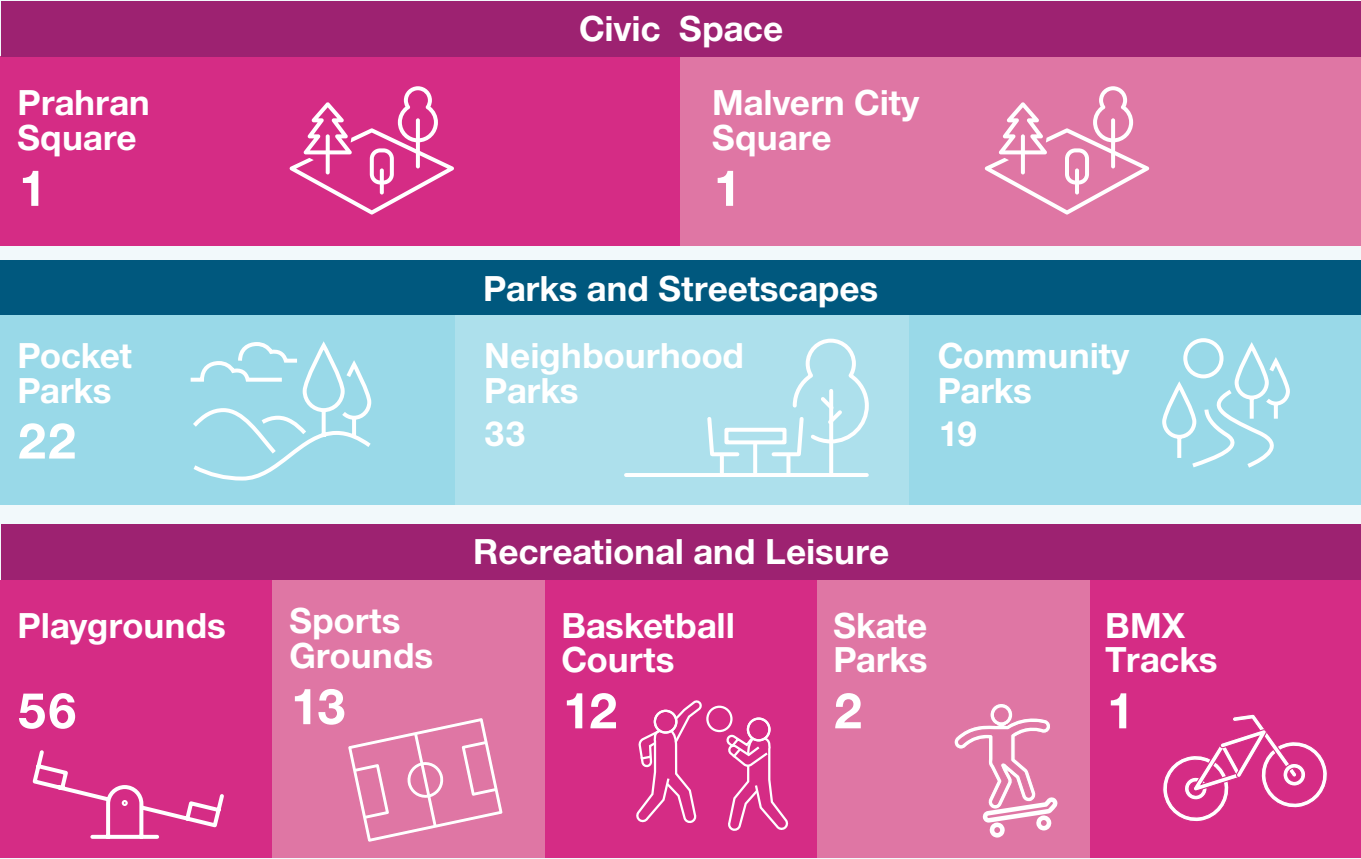 Civic Space
Prahran
Square
1
Malvern City
Square
1
Parks and Streetscapes
Pocket
Parks
22
Neighbourhood
Parks
33
Community
Parks
19
Recreational and Leisure
Playgrounds
56
Sports
Grounds
13
Basketball
Courts
12
Skate
Parks
2
BMX
Tracks
1